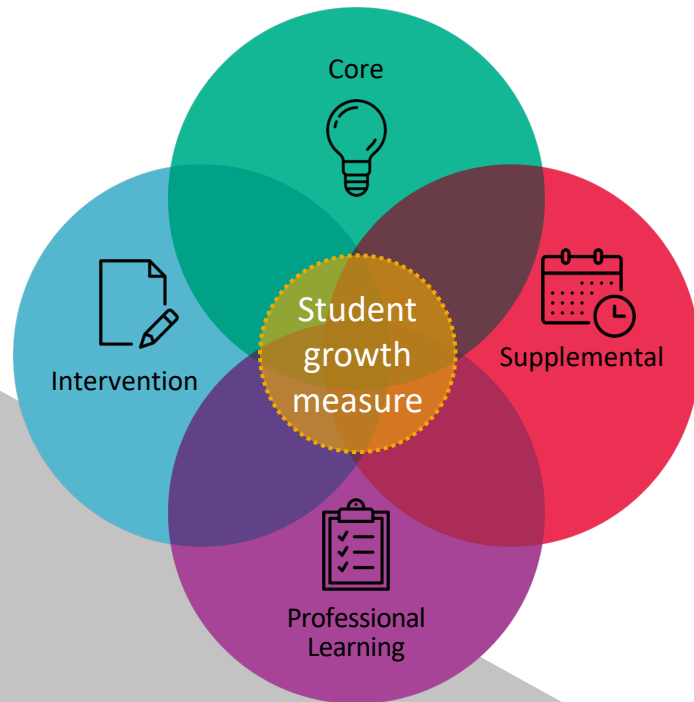 Core
Student
growth
measure
Intervention
Supplemental
Professional
Learning